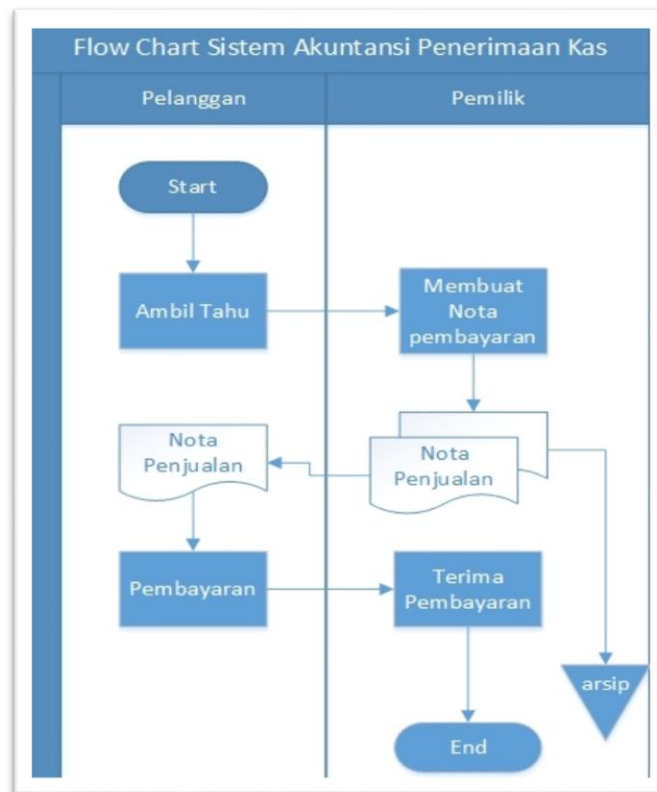 Flow Chart Sistem Akuntansi Penerimaan Kas
Pelanggan
Pemilik
Start
Ambil Tahu
Membuat
Nota
pembayaran
Nota
Penjualan
Nota
Penjualan
Pembayaran
Terima
Pembayaran
arsip
End